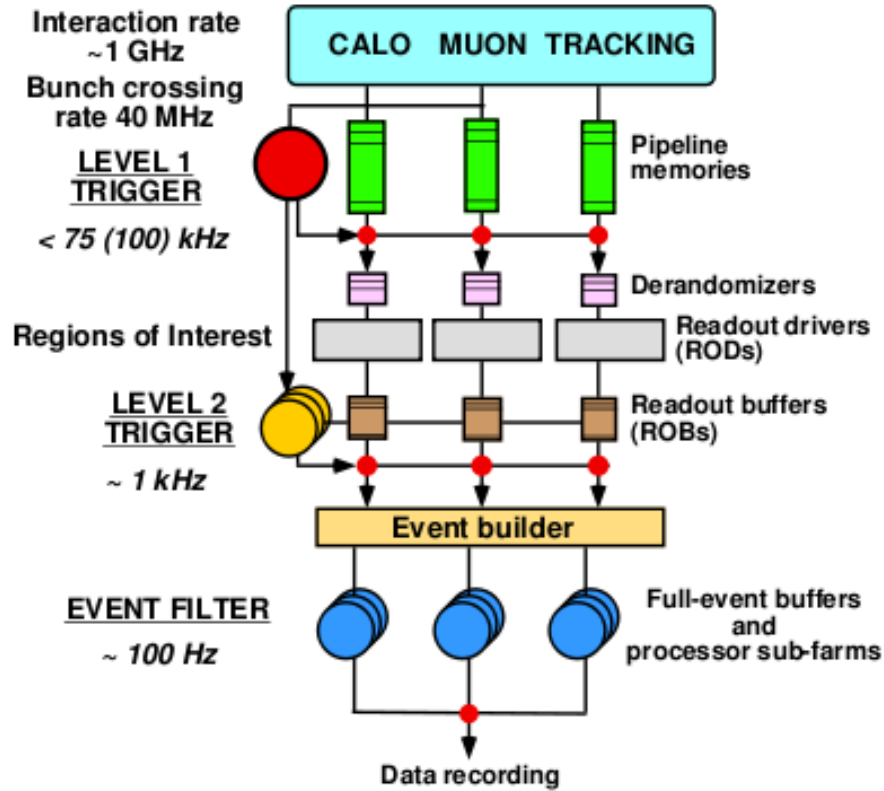 Interaction rate
~1 GHz
CALO MUON TRACKING
Bunch crossing
rate 40 MHz
LEVEL 1
TRIGGER
Pipeline
memories
< 75 (100) kHz
Derandomizers
Regions of Interest
Readout drivers
(RODs)
LEVEL 2
TRIGGER
Readout buffers
(ROBs)
~ 1 kHz
Event builder
EVENT FILTER
~ 100 Hz
Full-event buffers
and
processor sub-farms
Data recording